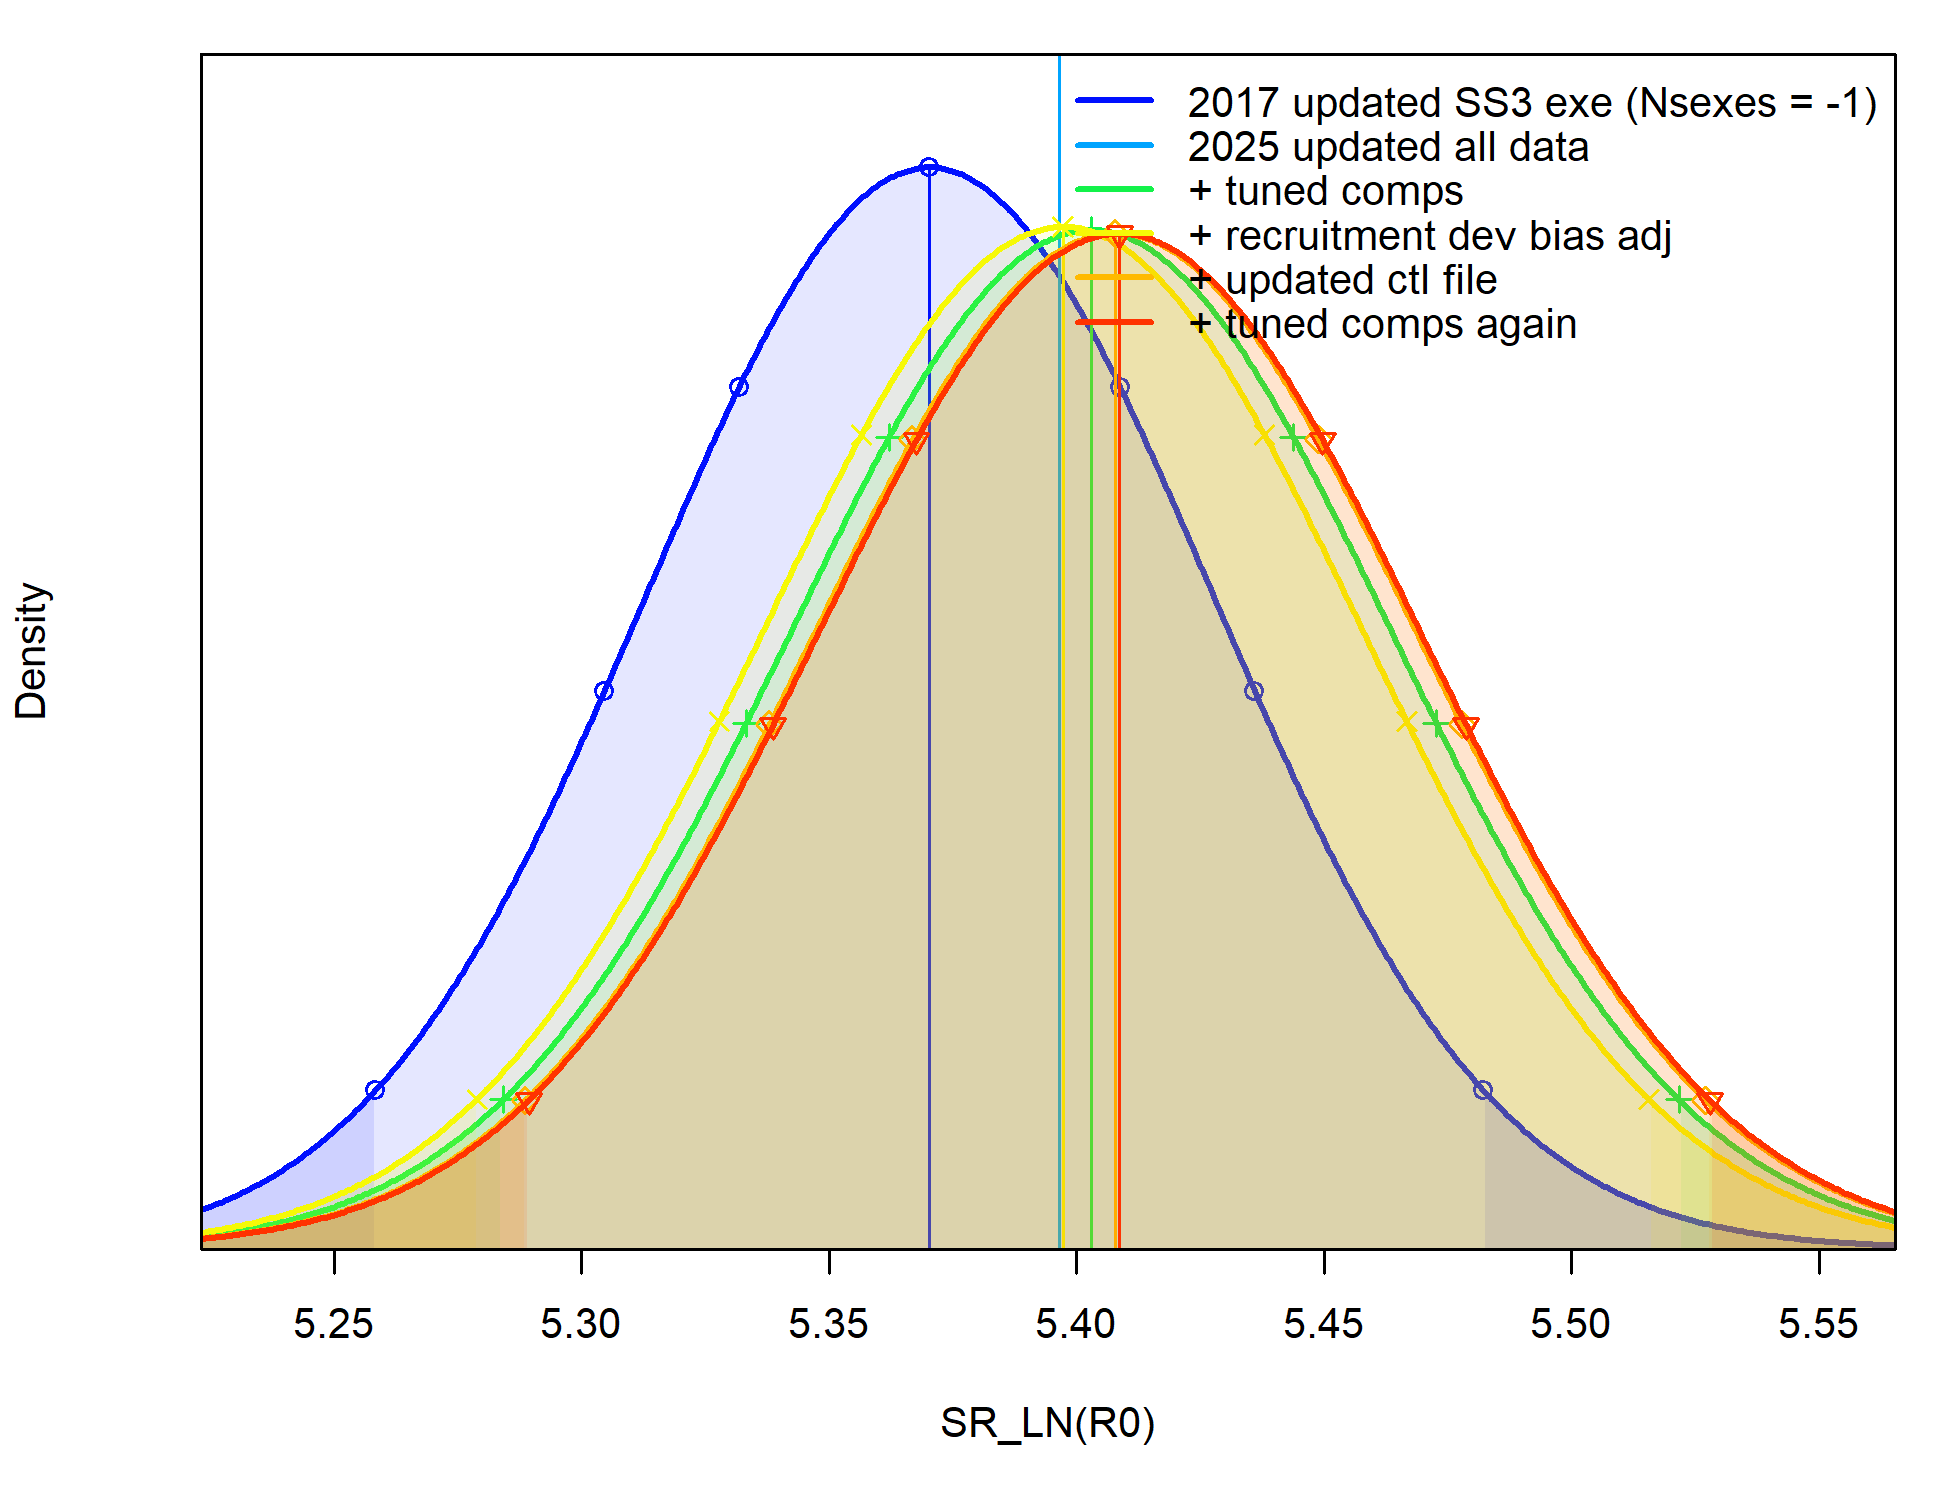 2017 updated SS3 exe (Nsexes = -1)
2025 updated all data
+ tuned comps
+ recruitment dev bias adj
+ updated ctl file
+ tuned comps again
Density
5.25 5.30 5.35 5.40 5.45 5.50 5.55
SR_LN(R0)